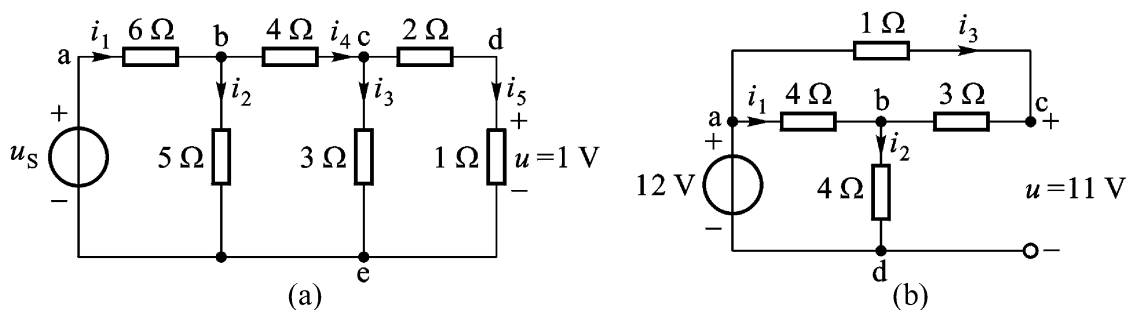 6 Ω 4 Ω 2 Ω
a i₁ b i₄ c d
i₂ i₃ i₅
+ +
u_S 5 Ω 3 Ω 1 Ω u = 1 V
− −
e
(a)
1 Ω
i₃
i₁ 4 Ω b 3 Ω c
a +
+ i₂
12 V 4 Ω u = 11 V
− −
d
(b)